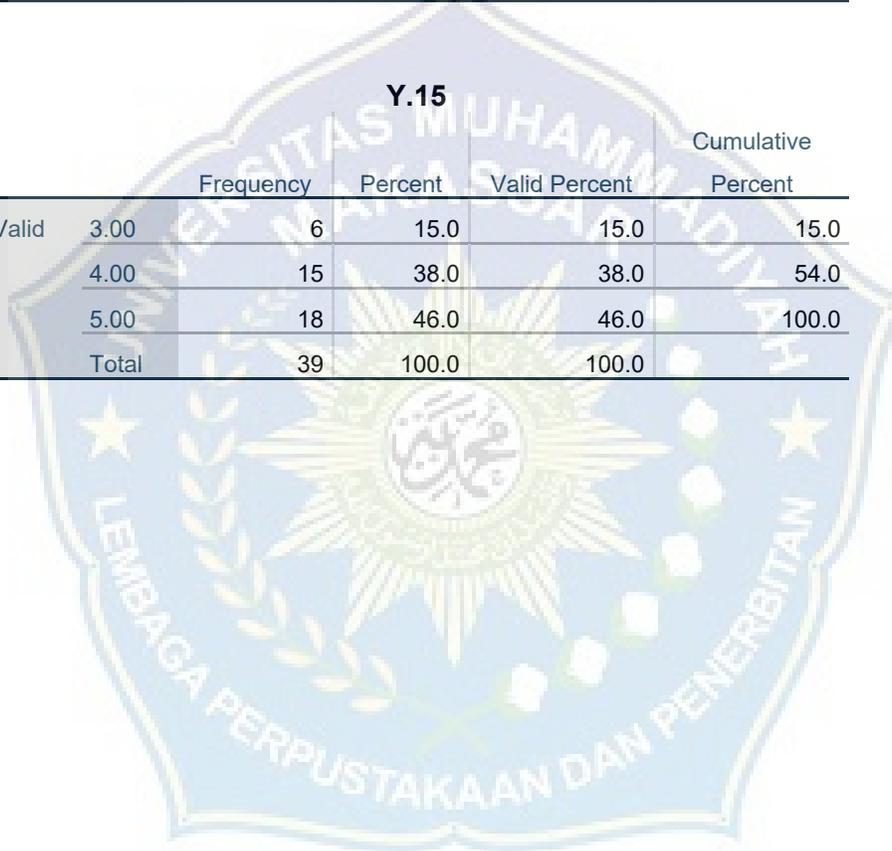 Y.15
Cumulative
Frequency Percent Valid Percent Percent
Valid 3.00 6 15.0 15.0 15.0
4.00 15 38.0 38.0 54.0
5.00 18 46.0 46.0 100.0
Total 39 100.0 100.0
UNIVERSITAS MUHAMMADIYAH
MAKASSAR
LEMBAGA PERPUSTAKAAN DAN PENERBITAN